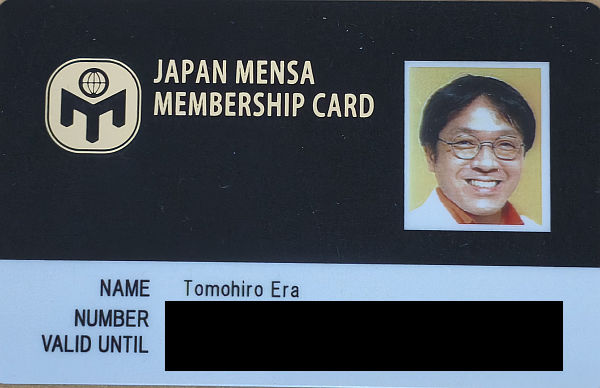 JAPAN MENSA
MEMBERSHIP CARD
NAME Tomohiro Era
NUMBER
VALID UNTIL